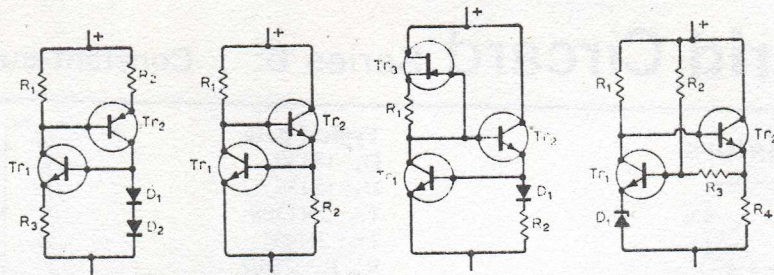 +
R₁
R₂
Tr₂
Tr₁
D₁
R₃
D₂
+
R₁
Tr₂
Tr₁
R₂
+
Tr₃
R₁
Tr₂
Tr₁
D₁
R₂
+
R₁
R₂
Tr₂
Tr₁
R₃
D₁
R₄